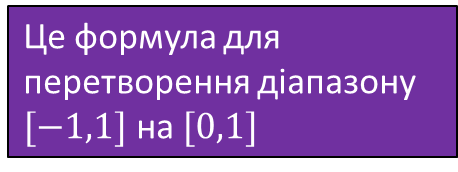 Це формула для
перетворення діапазону
[−1,1] на [0,1]